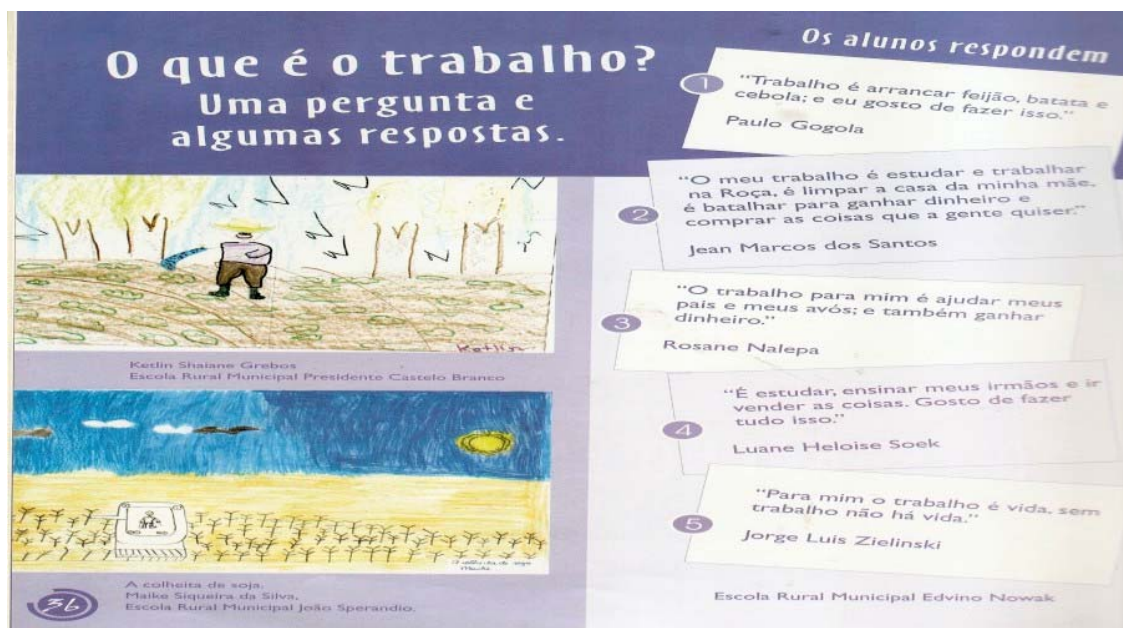 O que é o trabalho?
Uma pergunta e
algumas respostas.
Os alunos respondem
1
"Trabalho é arrancar feijão, batata e
cebola; e eu gosto de fazer isso."
Paulo Gogola
2
"O meu trabalho é estudar e trabalhar
na Roça, é limpar a casa da minha mãe,
é batalhar para ganhar dinheiro e
comprar as coisas que a gente quiser."
Jean Marcos dos Santos
3
"O trabalho para mim é ajudar meus
pais e meus avós; e também ganhar
dinheiro."
Rosane Nalepa
4
"É estudar, ensinar meus irmãos e ir
vender as coisas. Gosto de fazer
tudo isso."
Luane Heloise Soek
5
"Para mim o trabalho é vida, sem
trabalho não há vida."
Jorge Luis Zielinski
Escola Rural Municipal Edvino Nowak
Ketlin
Ketlin Shaiane Grebos
Escola Rural Municipal Presidente Castelo Branco
A colheita de soja
Maike
A colheita de soja.
Maike Siqueira da Silva,
Escola Rural Municipal João Sperandio.
36